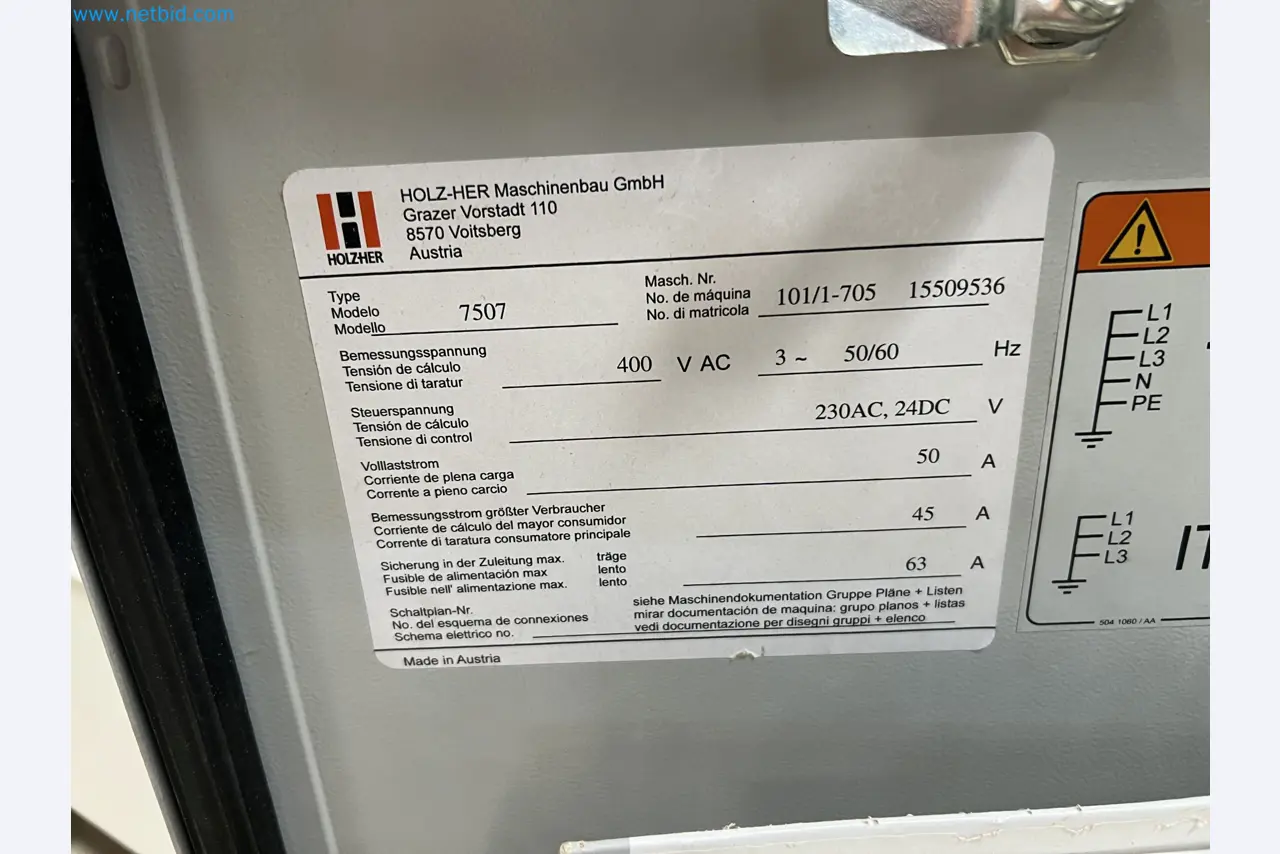 www.netbid.com
HOLZ-HER Maschinenbau GmbH
Grazer Vorstadt 110
8570 Voitsberg
Austria
HOLZHER
Type
Modelo
Modello
7507
Masch. Nr.
No. de máquina
No. di matricola
101/1-705 15509536
Bemessungsspannung
Tensión de cálculo
Tensione di taratur
400 V AC 3 ~ 50/60 Hz
Steuerspannung
Tensión de cálculo
Tensione di control
230AC, 24DC V
Volllaststrom
Corriente de plena carga
Corrente a pieno carcio
50 A
Bemessungsstrom größter Verbraucher
Corriente de cálculo del mayor consumidor
Corrente di taratura consumatore principale
45 A
Sicherung in der Zuleitung max. träge
Fusible de alimentación max lento
Fusibile nell' alimentazione max. lento
63 A
Schaltplan-Nr.
No. del esquema de connexiones
Schema elettrico no.
siehe Maschinendokumentation Gruppe Pläne + Listen
mirar documentación de maquina: grupo planos + listas
vedi documentazione per disegni gruppi + elenco
Made in Austria
L1
L2
L3
N
PE
L1
L2
L3
504 1060 / AA